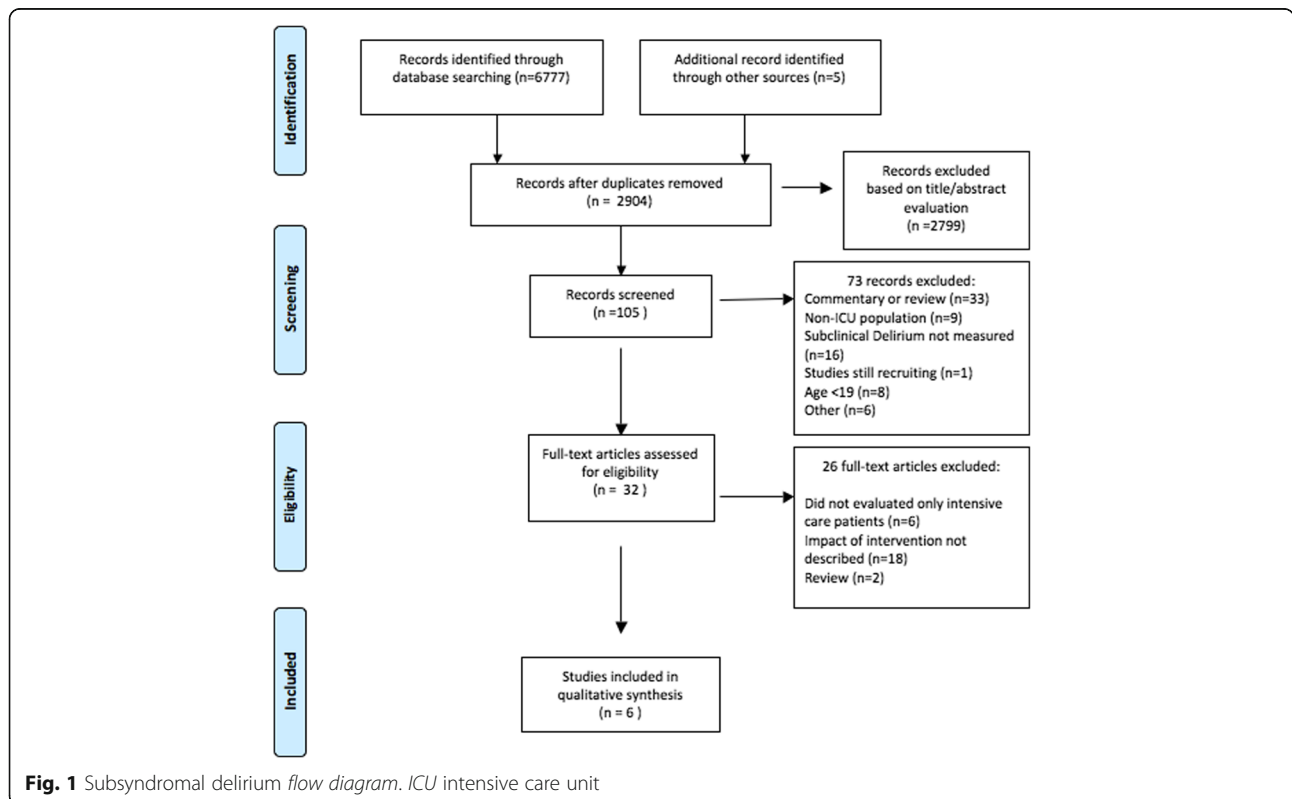 Identification
Records identified through
database searching (n=6777)
Additional record identified
through other sources (n=5)
Records after duplicates removed
(n = 2904)
Records excluded
based on title/abstract
evaluation
(n =2799)
Screening
Records screened
(n =105 )
73 records excluded:
Commentary or review (n=33)
Non-ICU population (n=9)
Subclinical Delirium not measured
(n=16)
Studies still recruiting (n=1)
Age <19 (n=8)
Other (n=6)
Eligibility
Full-text articles assessed
for eligibility
(n = 32 )
26 full-text articles excluded:
Did not evaluated only intensive
care patients (n=6)
Impact of intervention not
described (n=18)
Review (n=2)
Included
Studies included in
qualitative synthesis
(n = 6 )
Fig. 1 Subsyndromal delirium flow diagram. ICU intensive care unit